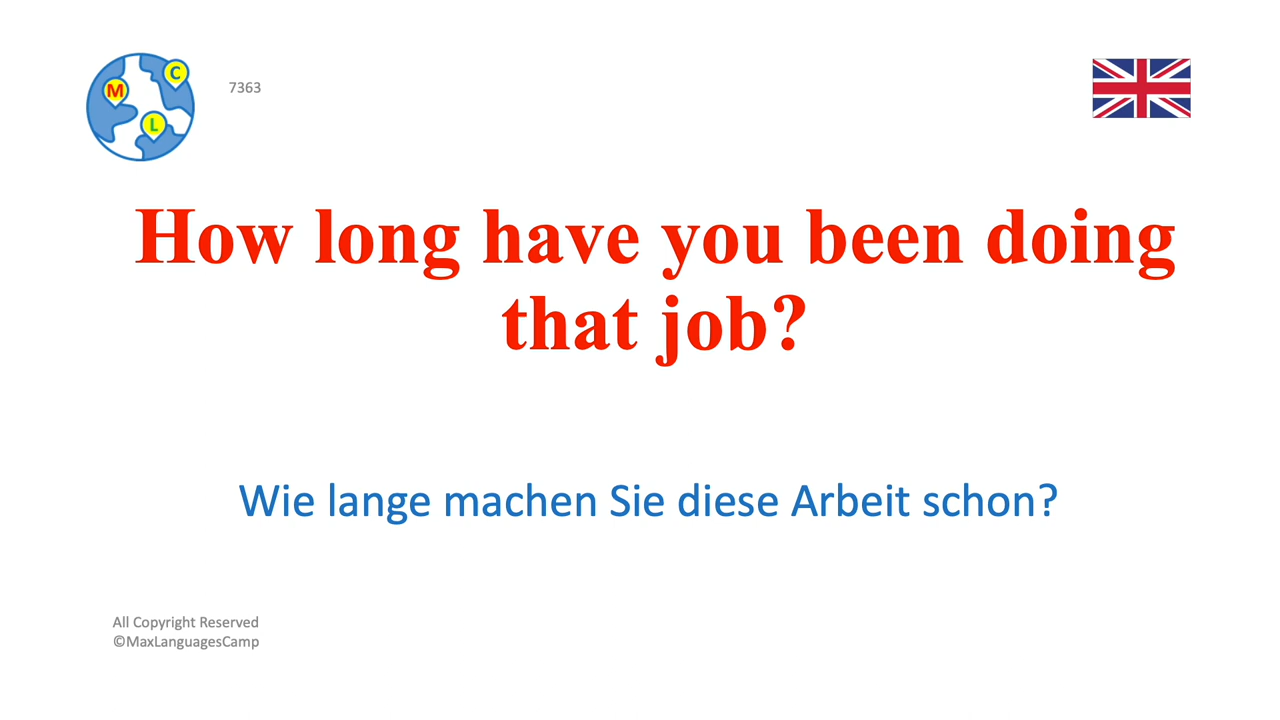 C
M
L
7363
How long have you been doing
that job?
Wie lange machen Sie diese Arbeit schon?
All Copyright Reserved
©MaxLanguagesCamp